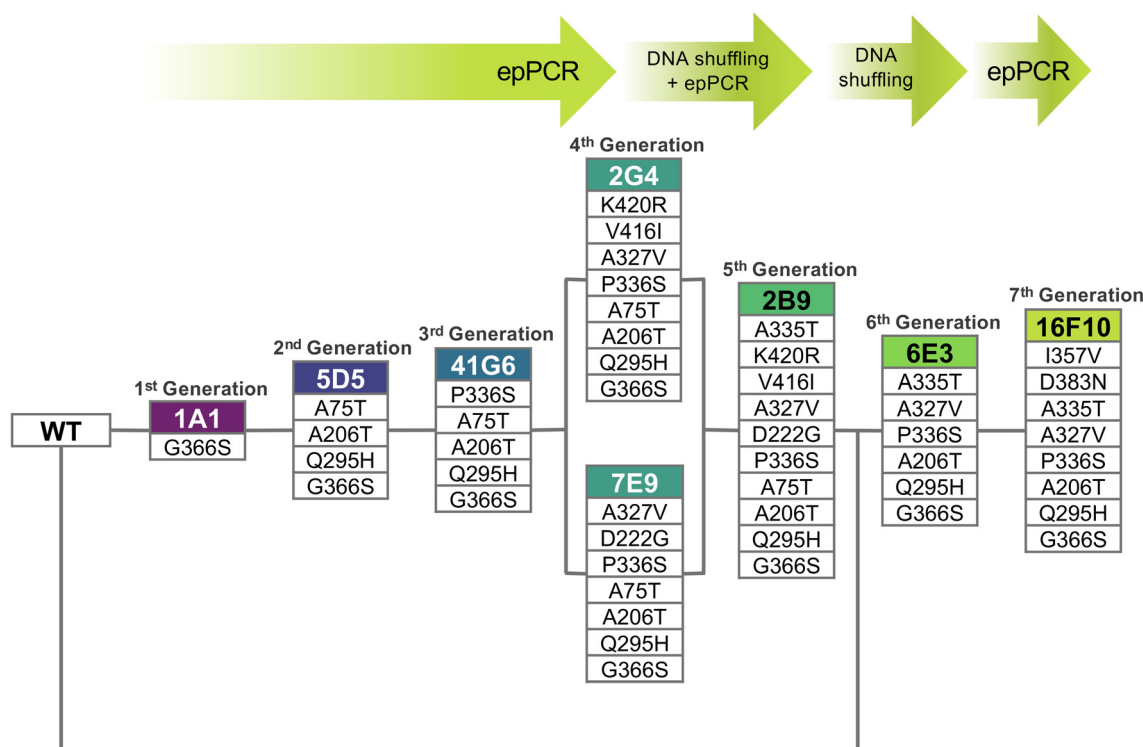 epPCR
DNA shuffling
+ epPCR
DNA
shuffling
epPCR
WT
1st Generation
1A1
G366S
2nd Generation
5D5
A75T
A206T
Q295H
G366S
3rd Generation
41G6
P336S
A75T
A206T
Q295H
G366S
4th Generation
2G4
K420R
V416I
A327V
P336S
A75T
A206T
Q295H
G366S
7E9
A327V
D222G
P336S
A75T
A206T
Q295H
G366S
5th Generation
2B9
A335T
K420R
V416I
A327V
D222G
P336S
A75T
A206T
Q295H
G366S
6th Generation
6E3
A335T
A327V
P336S
A206T
Q295H
G366S
7th Generation
16F10
I357V
D383N
A335T
A327V
P336S
A206T
Q295H
G366S